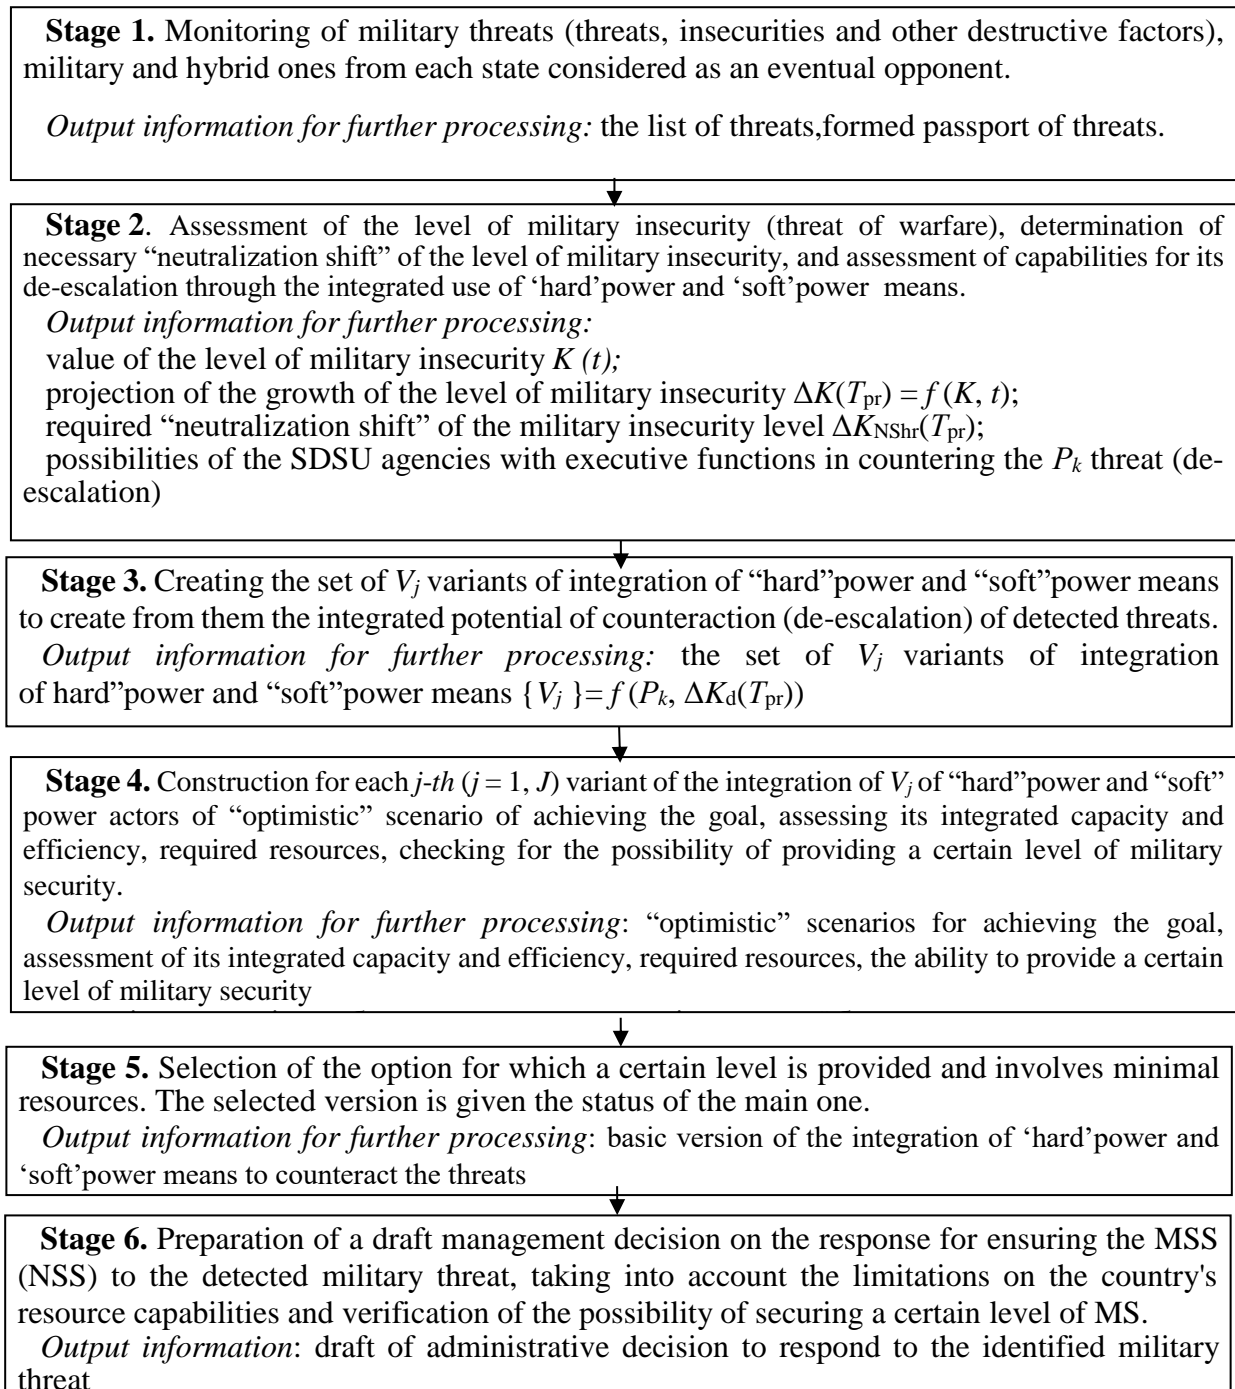 Stage 1. Monitoring of military threats (threats, insecurities and other destructive factors),
military and hybrid ones from each state considered as an eventual opponent.
Output information for further processing: the list of threats,formed passport of threats.
Stage 2. Assessment of the level of military insecurity (threat of warfare), determination of
necessary “neutralization shift” of the level of military insecurity, and assessment of capabilities for its
de-escalation through the integrated use of ‘hard’power and ‘soft’power means.
Output information for further processing:
value of the level of military insecurity K (t);
projection of the growth of the level of military insecurity ΔK(Tpr) = f (K, t);
required “neutralization shift” of the military insecurity level ΔKNShr(Tpr);
possibilities of the SDSU agencies with executive functions in countering the Pk threat (de-
escalation)
Stage 3. Creating the set of Vj variants of integration of “hard”power and “soft”power means
to create from them the integrated potential of counteraction (de-escalation) of detected threats.
Output information for further processing: the set of Vj variants of integration
of hard”power and “soft”power means {Vj }= f (Pk, ΔKd(Tpr))
Stage 4. Construction for each j-th (j = 1, J) variant of the integration of Vj of “hard”power and “soft”
power actors of “optimistic” scenario of achieving the goal, assessing its integrated capacity and
efficiency, required resources, checking for the possibility of providing a certain level of military
security.
Output information for further processing: “optimistic” scenarios for achieving the goal,
assessment of its integrated capacity and efficiency, required resources, the ability to provide a certain
level of military security
Stage 5. Selection of the option for which a certain level is provided and involves minimal
resources. The selected version is given the status of the main one.
Output information for further processing: basic version of the integration of ‘hard’power and
‘soft’power means to counteract the threats
Stage 6. Preparation of a draft management decision on the response for ensuring the MSS
(NSS) to the detected military threat, taking into account the limitations on the country's
resource capabilities and verification of the possibility of securing a certain level of MS.
Output information: draft of administrative decision to respond to the identified military
threat